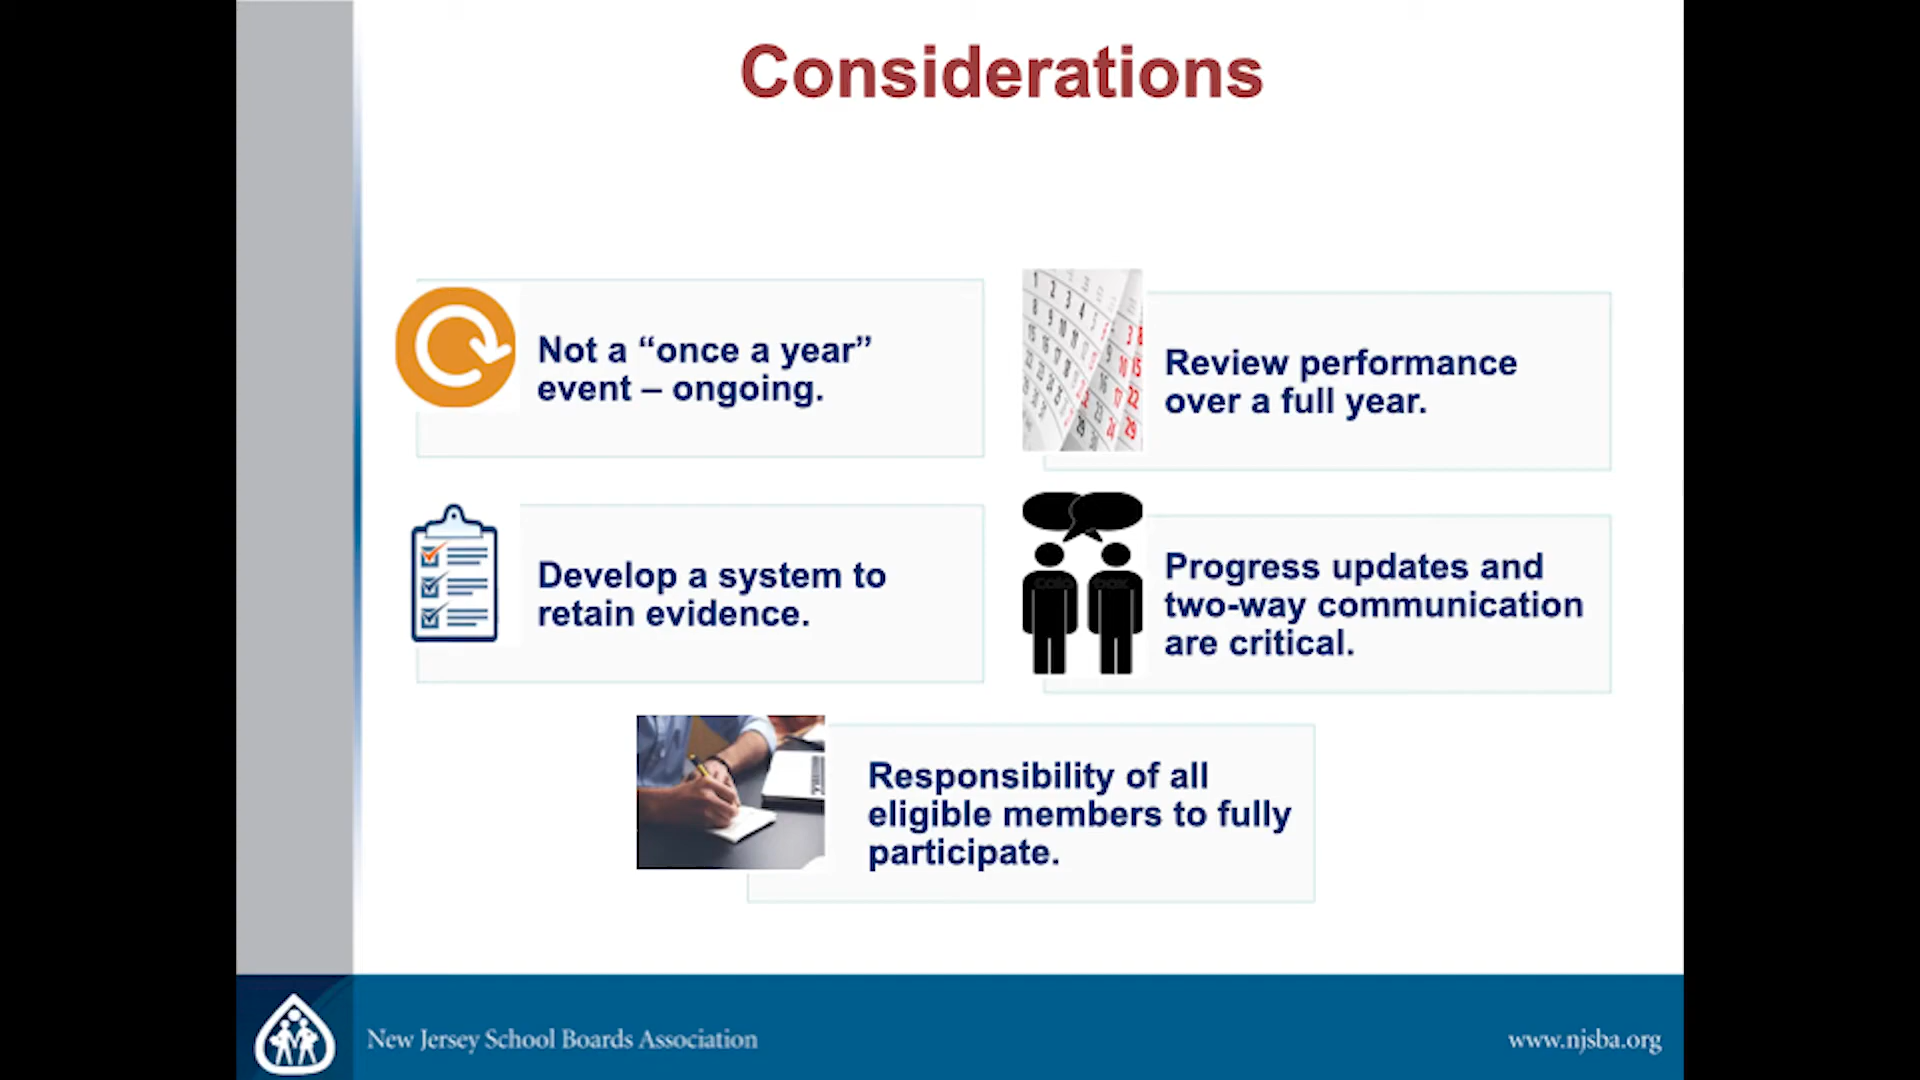 Considerations
Not a “once a year”
event – ongoing.
Review performance
over a full year.
Develop a system to
retain evidence.
Progress updates and
two-way communication
are critical.
Responsibility of all
eligible members to fully
participate.
New Jersey School Boards Association
www.njsba.org